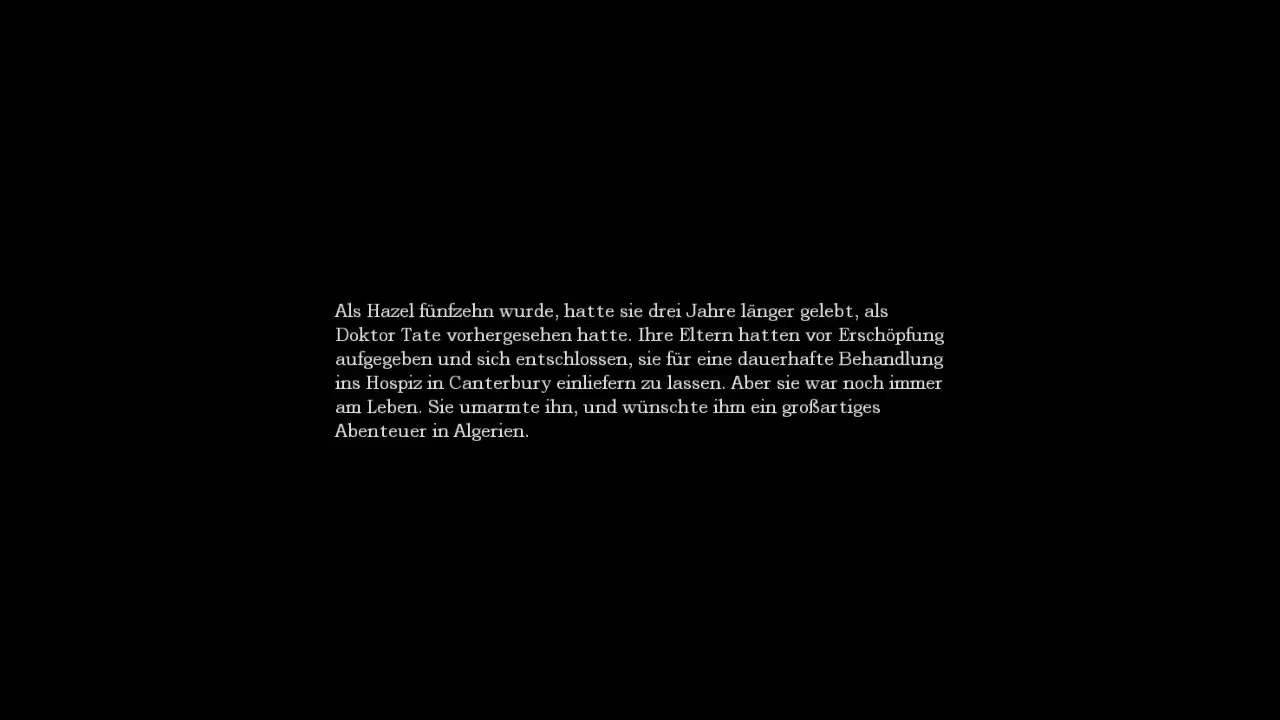 Als Hazel fünfzehn wurde, hatte sie drei Jahre länger gelebt, als
Doktor Tate vorhergesehen hatte. Ihre Eltern hatten vor Erschöpfung
aufgegeben und sich entschlossen, sie für eine dauerhafte Behandlung
ins Hospiz in Canterbury einliefern zu lassen. Aber sie war noch immer
am Leben. Sie umarmte ihn, und wünschte ihm ein großartiges
Abenteuer in Algerien.